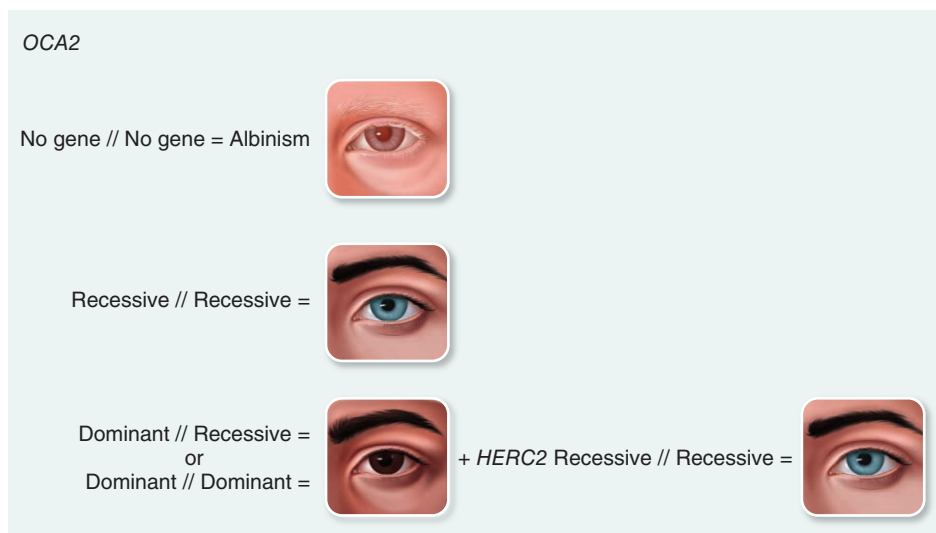 OCA2
No gene // No gene = Albinism
Recessive // Recessive =
Dominant // Recessive =
or
Dominant // Dominant =
+ HERC2 Recessive // Recessive =